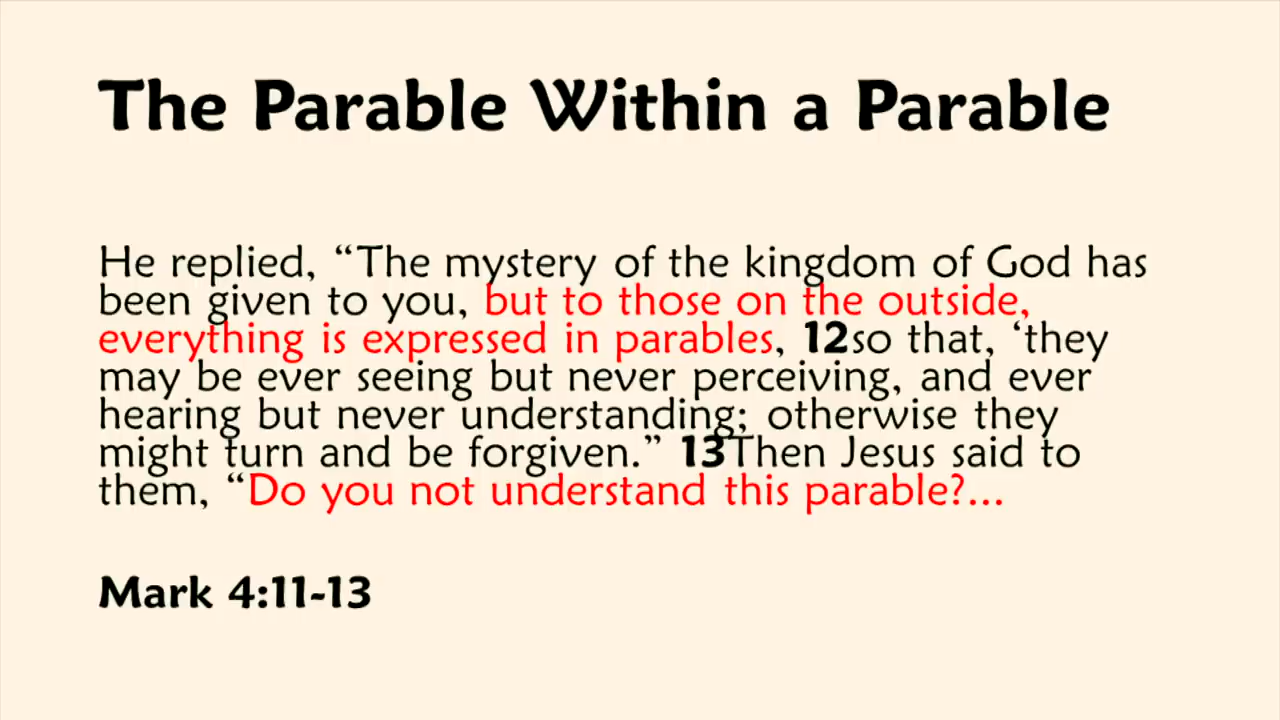 The Parable Within a Parable
He replied, “The mystery of the kingdom of God has
been given to you, but to those on the outside,
everything is expressed in parables, 12so that, ‘they
may be ever seeing but never perceiving, and ever
hearing but never understanding; otherwise they
might turn and be forgiven.” 13Then Jesus said to
them, “Do you not understand this parable?...
Mark 4:11-13